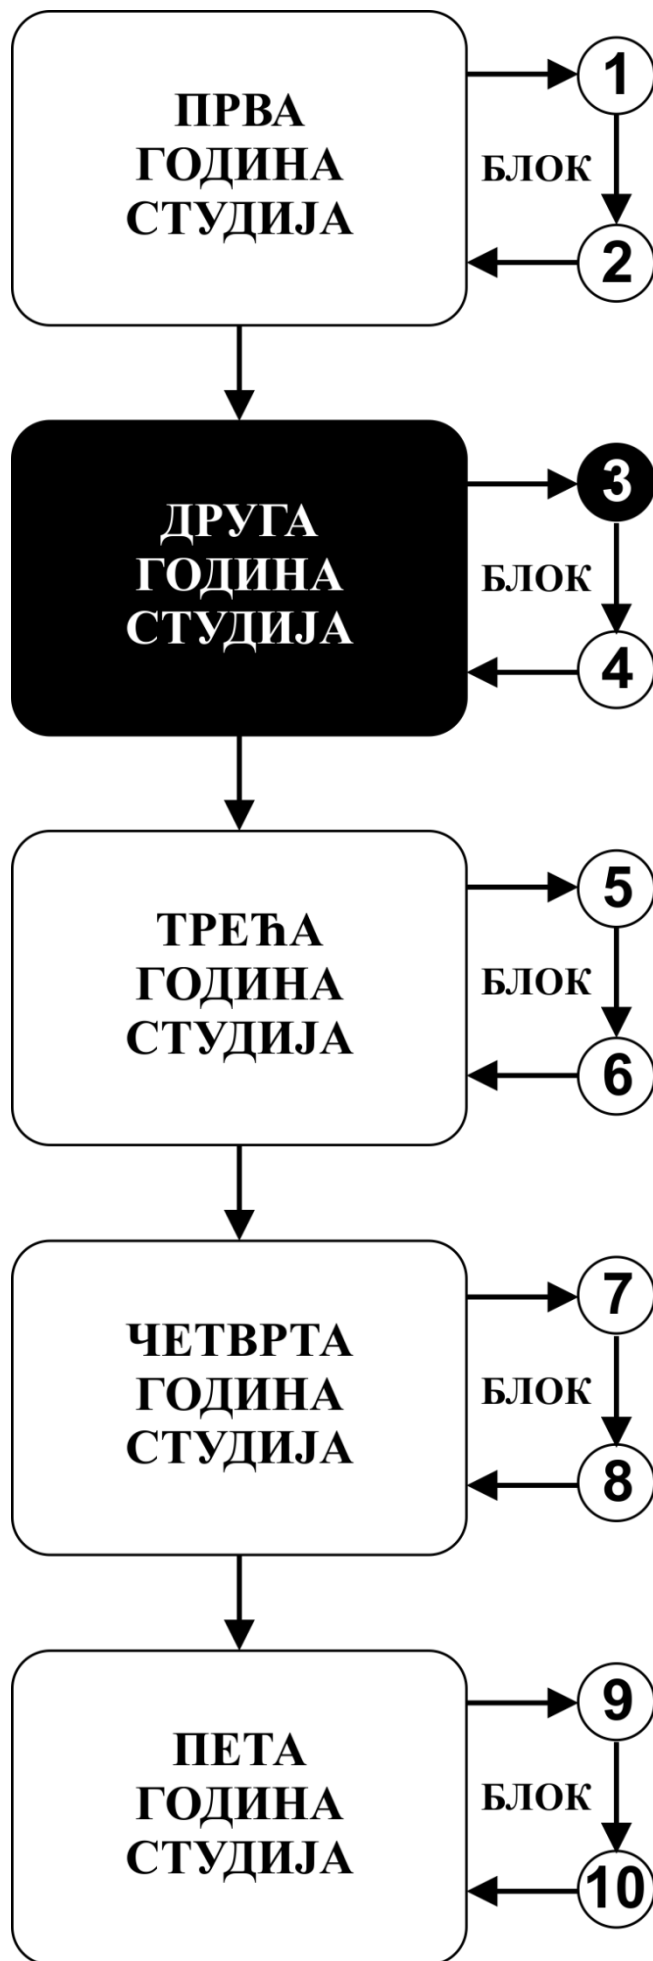 ПРВА
ГОДИНА
СТУДИЈА
1
БЛОК
2
ДРУГА
ГОДИНА
СТУДИЈА
3
БЛОК
4
ТРЕЋА
ГОДИНА
СТУДИЈА
5
БЛОК
6
ЧЕТВРТА
ГОДИНА
СТУДИЈА
7
БЛОК
8
ПЕТА
ГОДИНА
СТУДИЈА
9
БЛОК
10